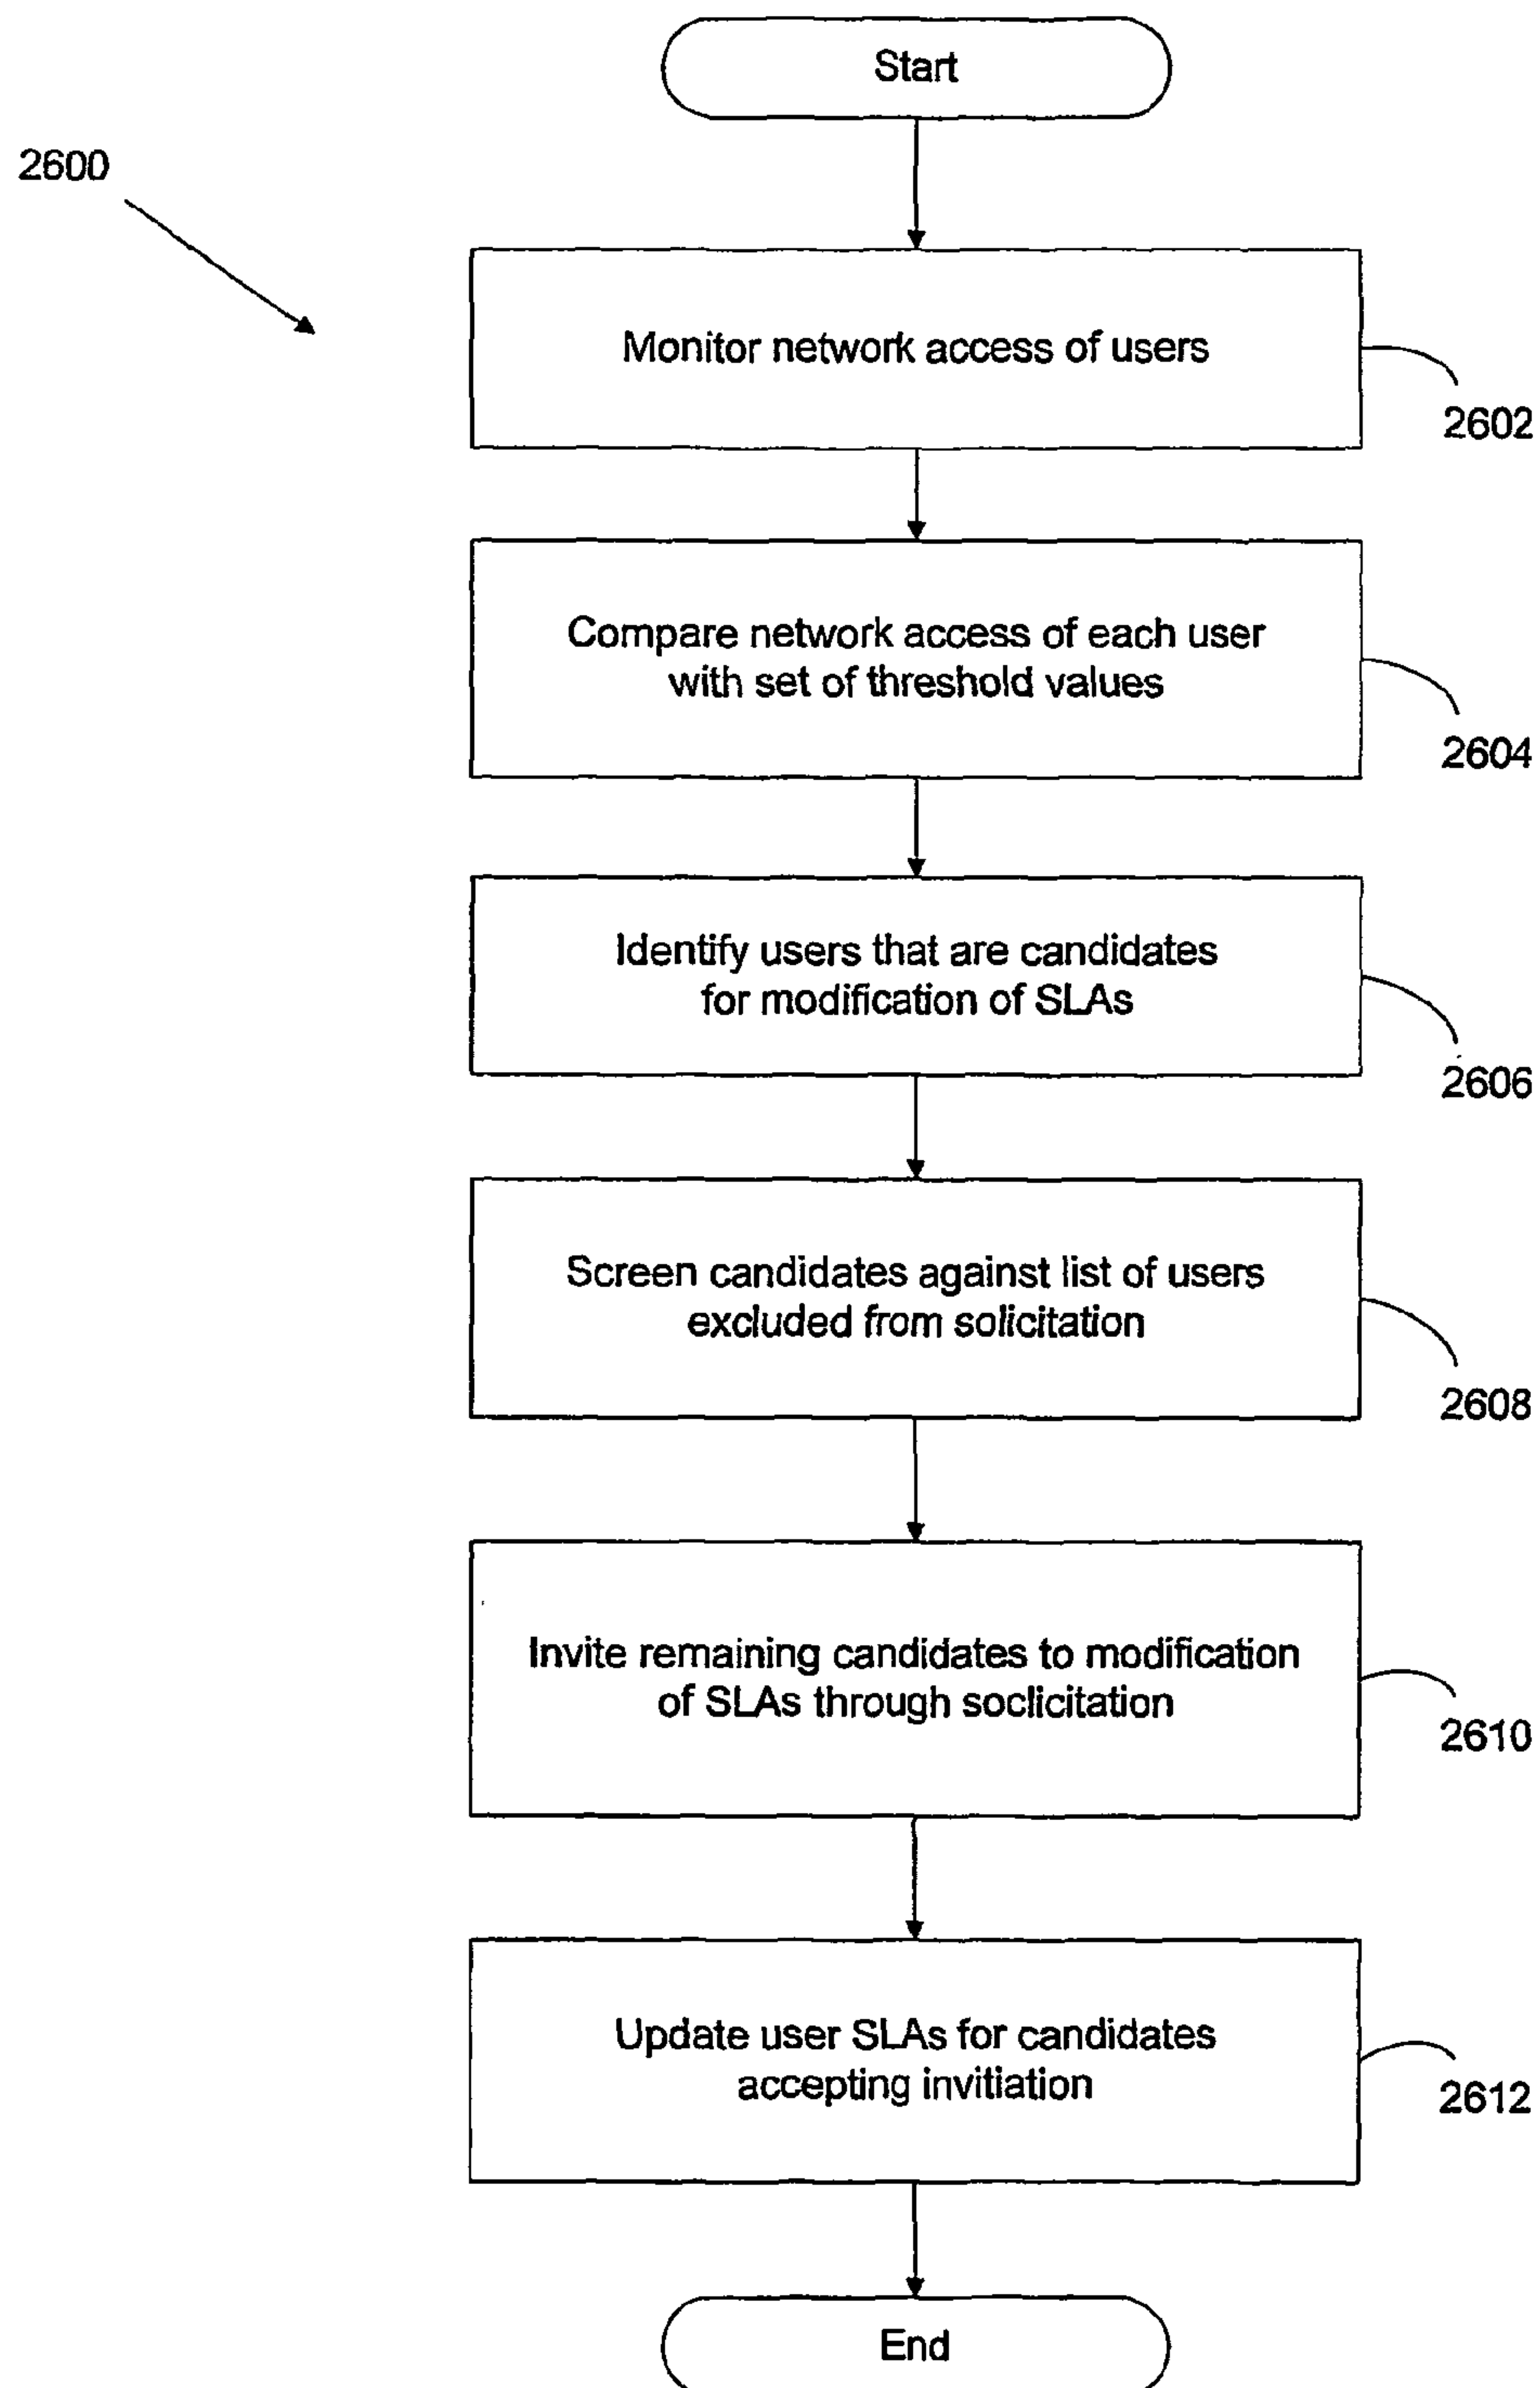 Start
2600
Monitor network access of users
2602
Compare network access of each user
with set of threshold values
2604
Identify users that are candidates
for modification of SLAs
2606
Screen candidates against list of users
excluded from solicitation
2608
Invite remaining candidates to modification
of SLAs through soclicitation
2610
Update user SLAs for candidates
accepting invitiation
2612
End